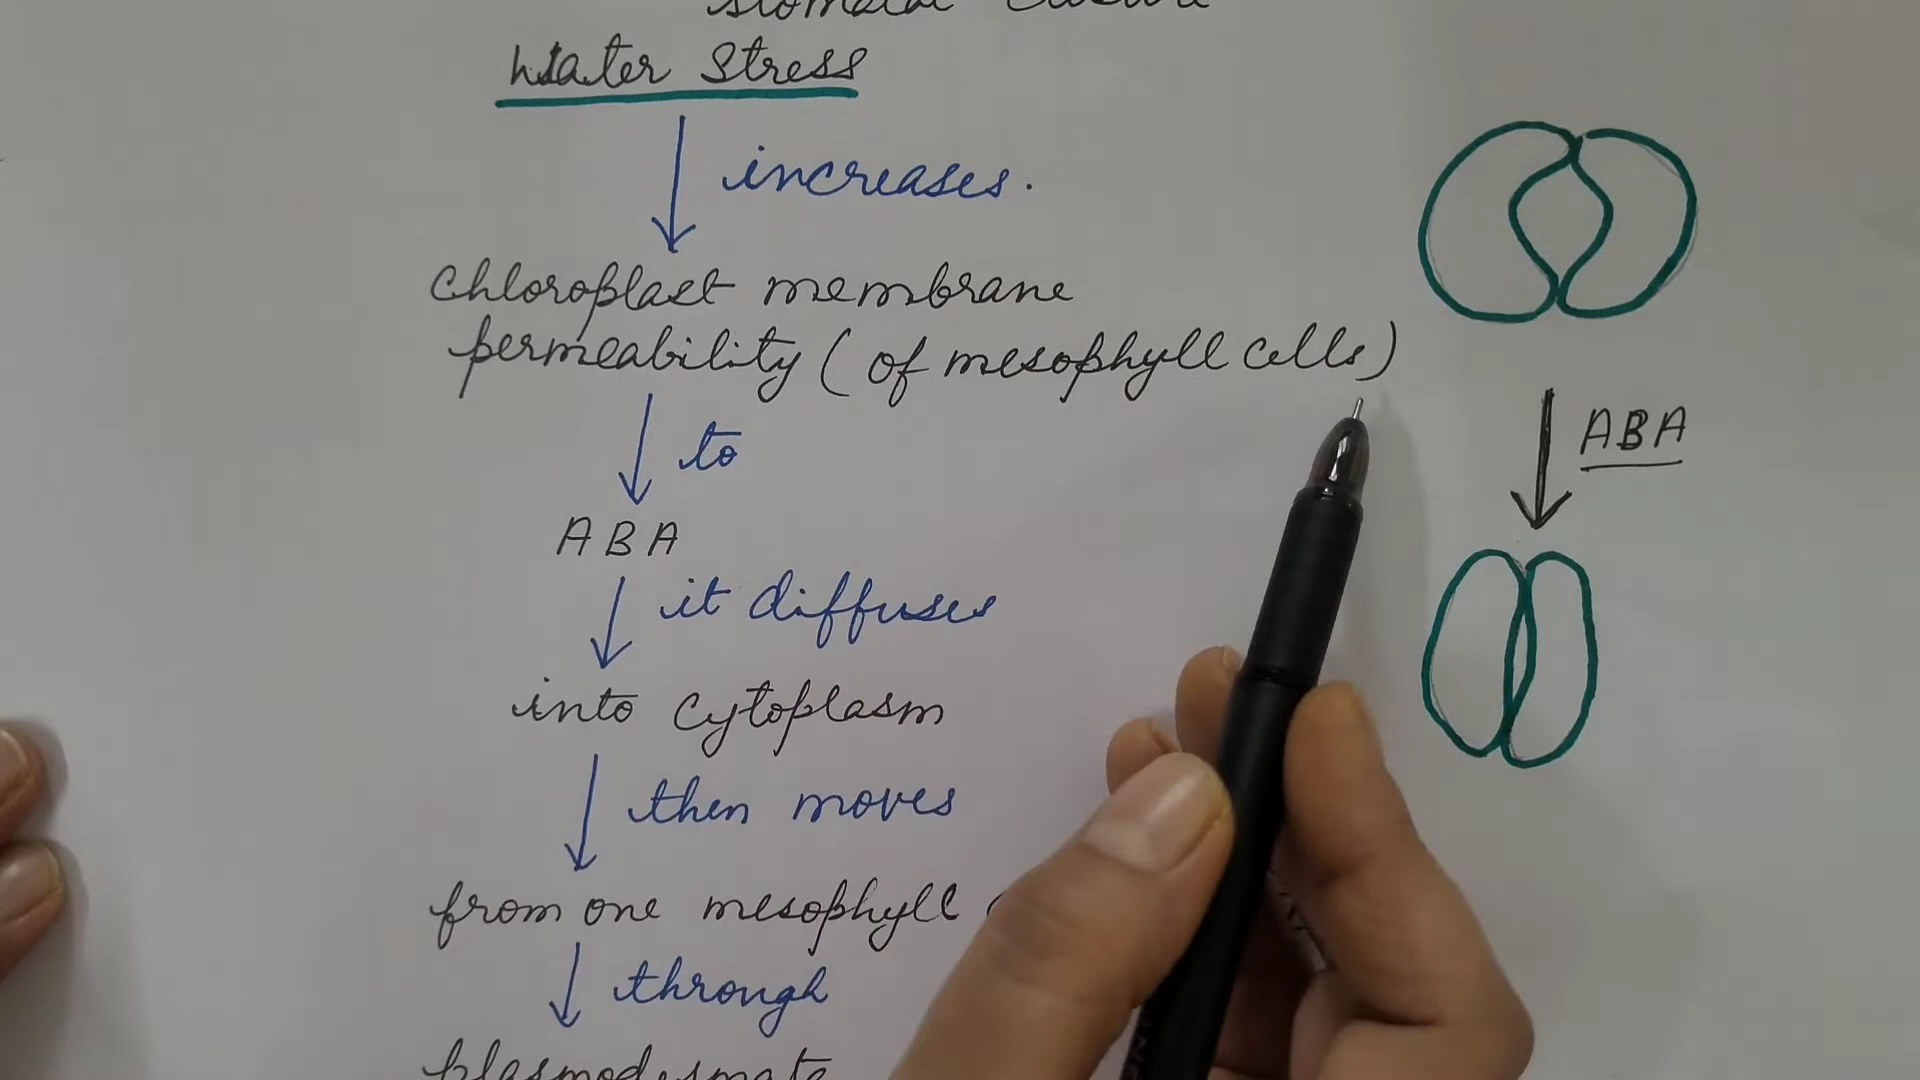 Water Stress
increases.
Chloroplast membrane
permeability (of mesophyll cells)
to
ABA
ABA
it diffuses
into cytoplasm
then moves
from one mesophyll
through
plasmodesmata